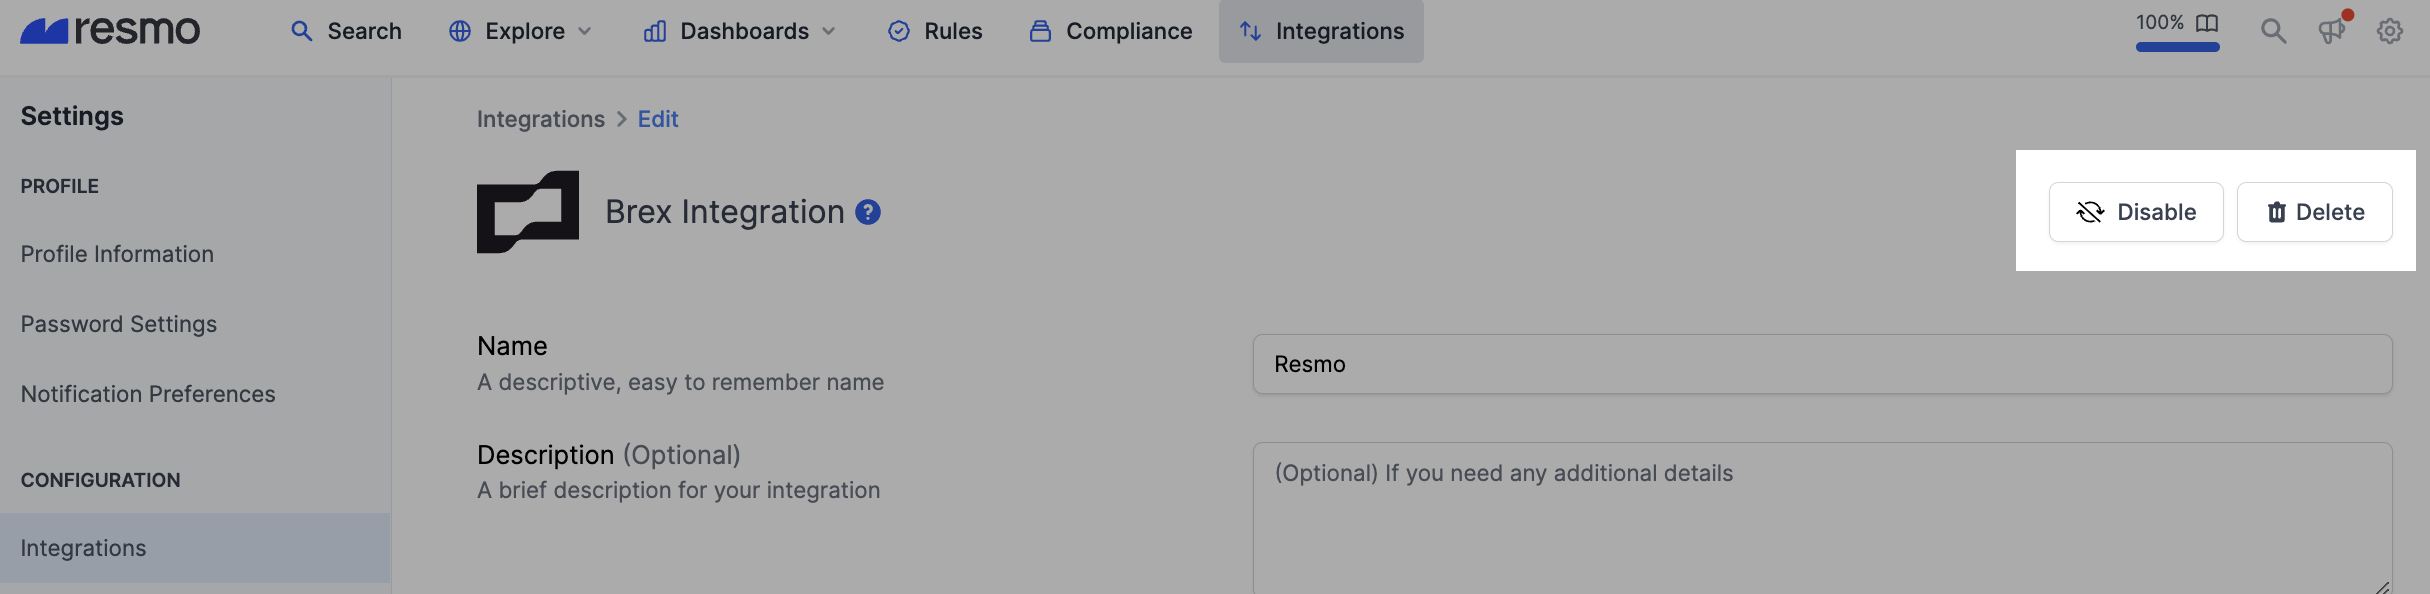 resmo
Search
Explore
Dashboards
Rules
Compliance
Integrations
100%
Settings
PROFILE
Profile Information
Password Settings
Notification Preferences
CONFIGURATION
Integrations
Integrations > Edit
Brex Integration ?
Disable
Delete
Name
A descriptive, easy to remember name
Resmo
Description (Optional)
A brief description for your integration
(Optional) If you need any additional details